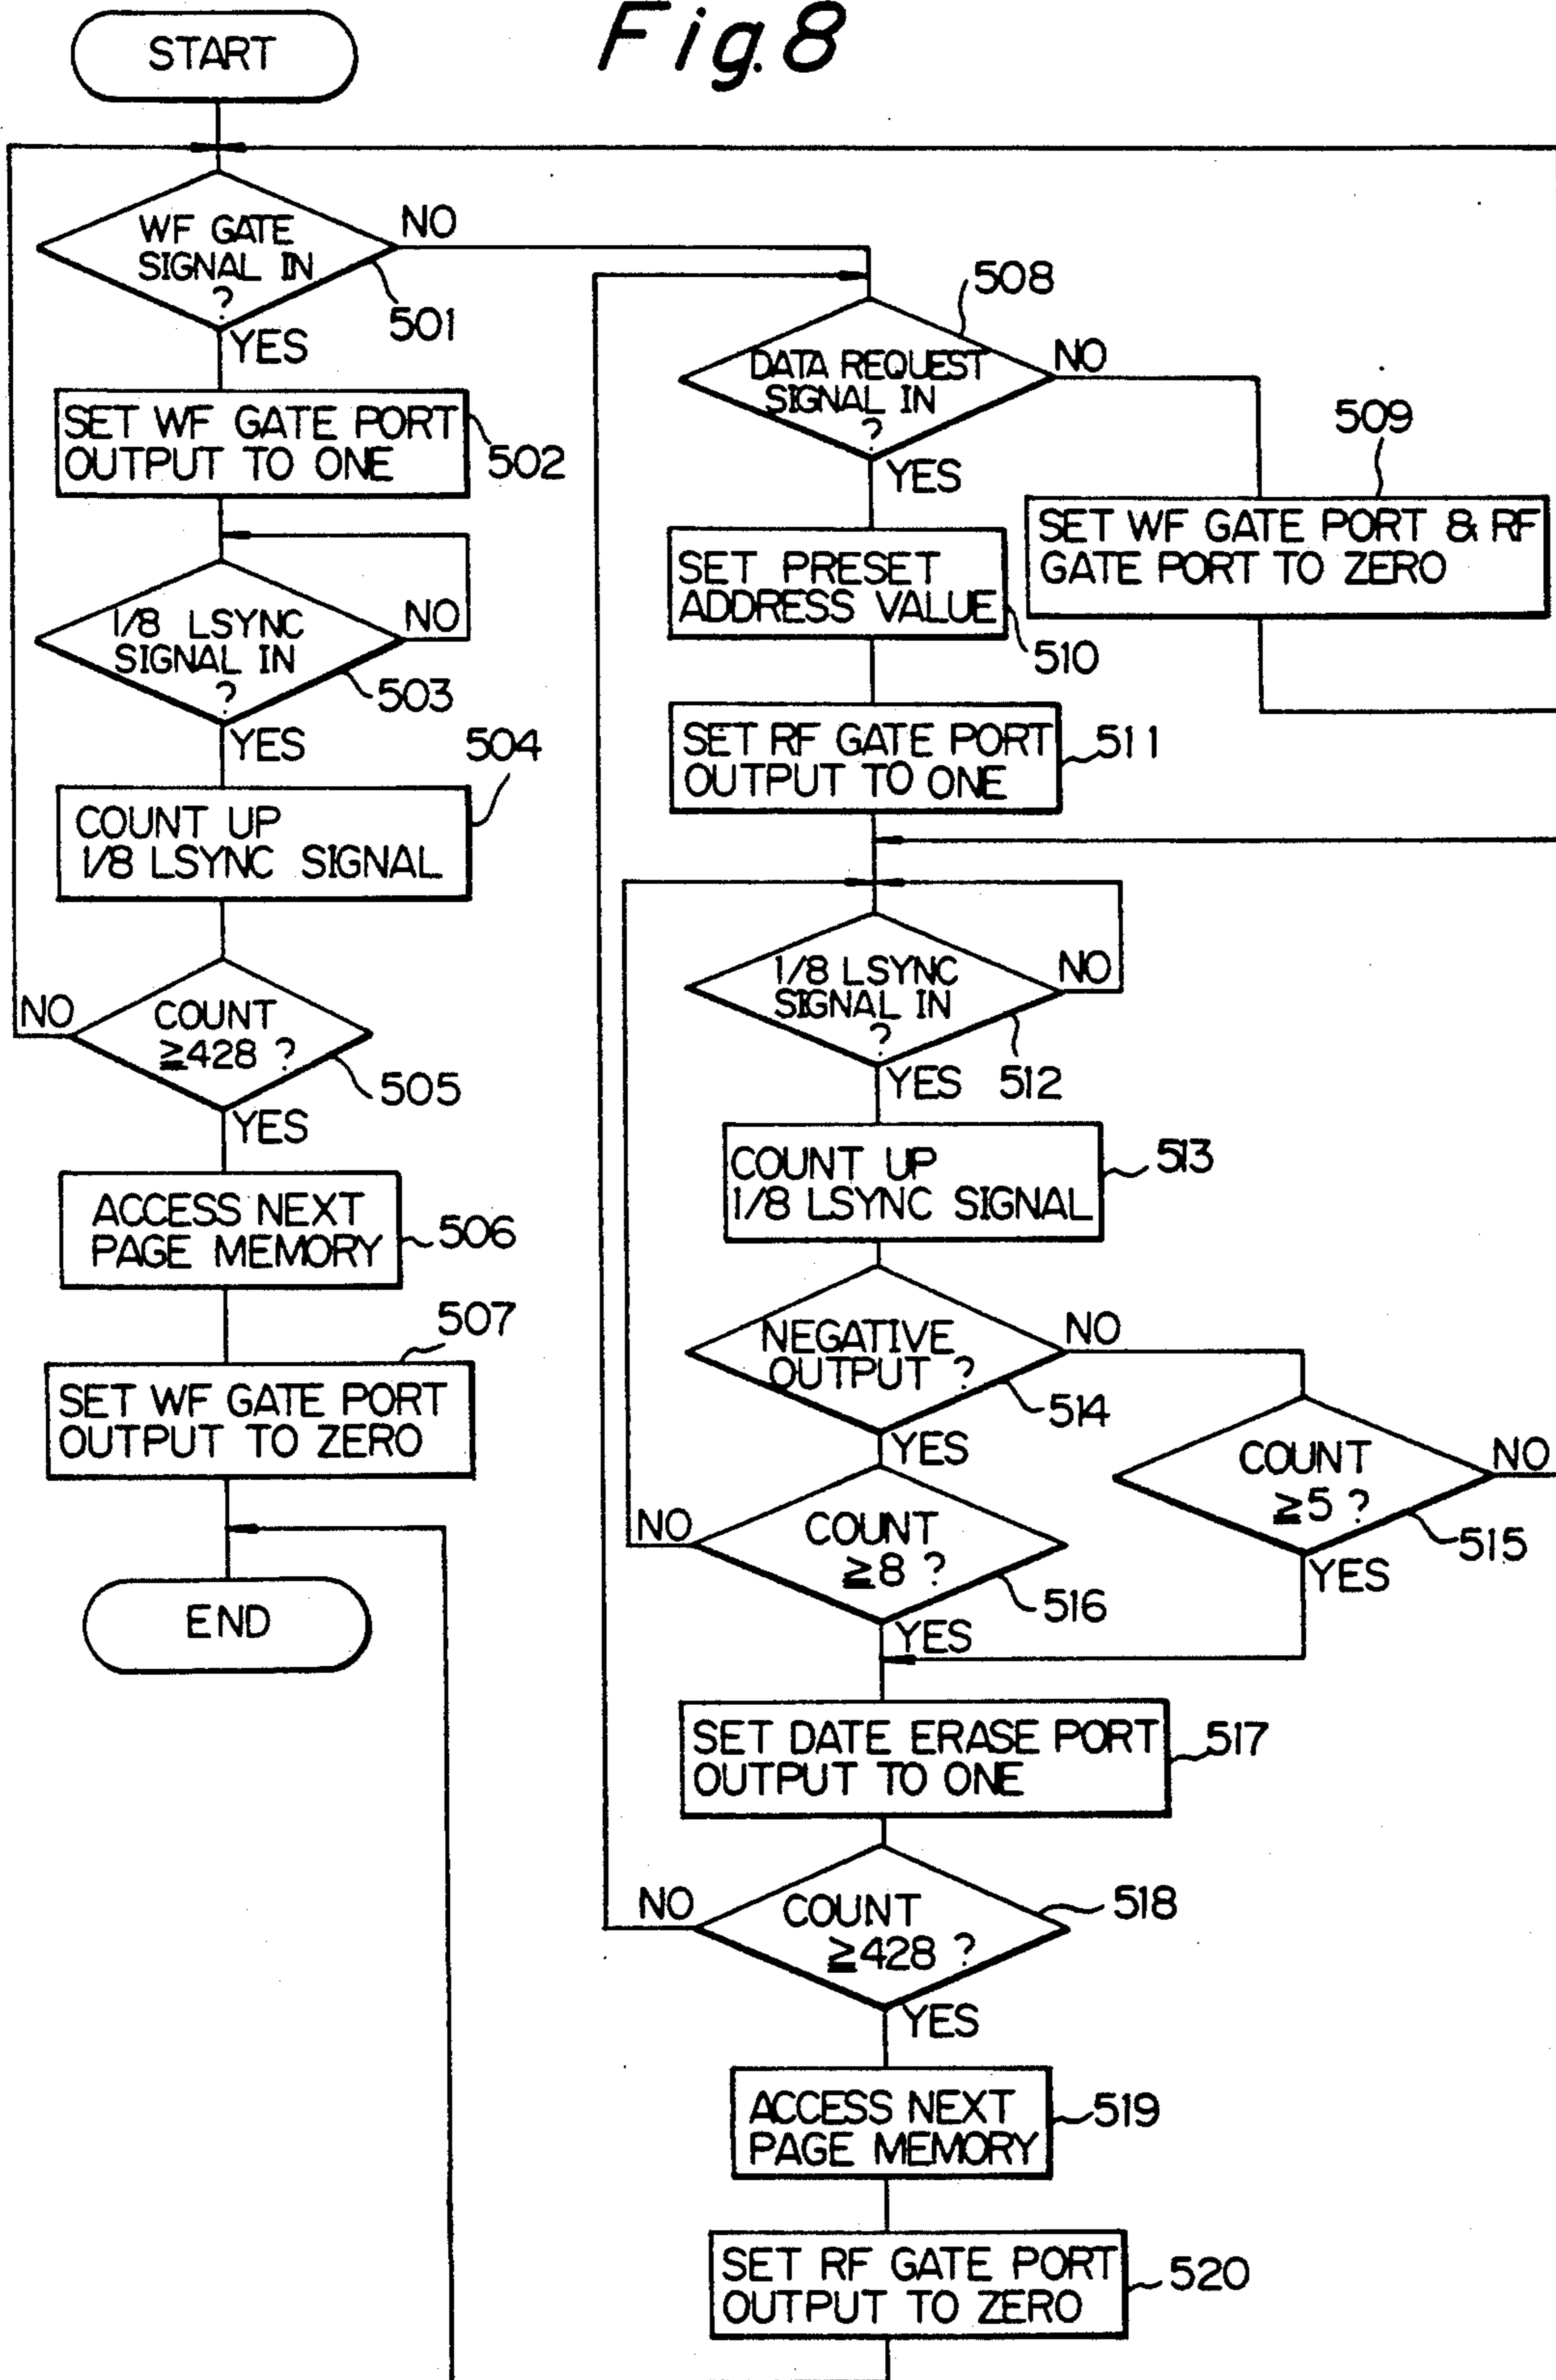 Fig. 8
START
WF GATE
SIGNAL IN
?
NO
501
YES
SET WF GATE PORT
OUTPUT TO ONE
502
1/8 LSYNC
SIGNAL IN
?
NO
503
YES
504
COUNT UP
1/8 LSYNC SIGNAL
NO
COUNT
≧428 ?
505
YES
ACCESS NEXT
PAGE MEMORY
506
507
SET WF GATE PORT
OUTPUT TO ZERO
END
508
DATA REQUEST
SIGNAL IN
?
NO
YES
509
SET WF GATE PORT & RF
GATE PORT TO ZERO
SET PRESET
ADDRESS VALUE
510
SET RF GATE PORT
OUTPUT TO ONE
511
1/8 LSYNC
SIGNAL IN
?
NO
YES
512
COUNT UP
1/8 LSYNC SIGNAL
513
NEGATIVE
OUTPUT ?
NO
514
YES
COUNT
≧5 ?
NO
515
YES
NO
COUNT
≧8 ?
516
YES
SET DATE ERASE PORT
OUTPUT TO ONE
517
NO
COUNT
≧428 ?
518
YES
ACCESS NEXT
PAGE MEMORY
519
SET RF GATE PORT
OUTPUT TO ZERO
520